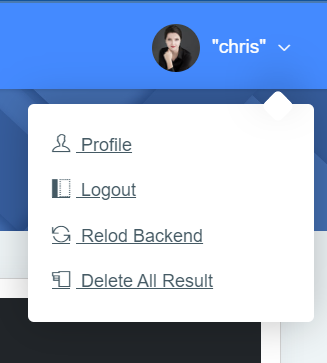 "chris"
Profile
Logout
Relod Backend
Delete All Result